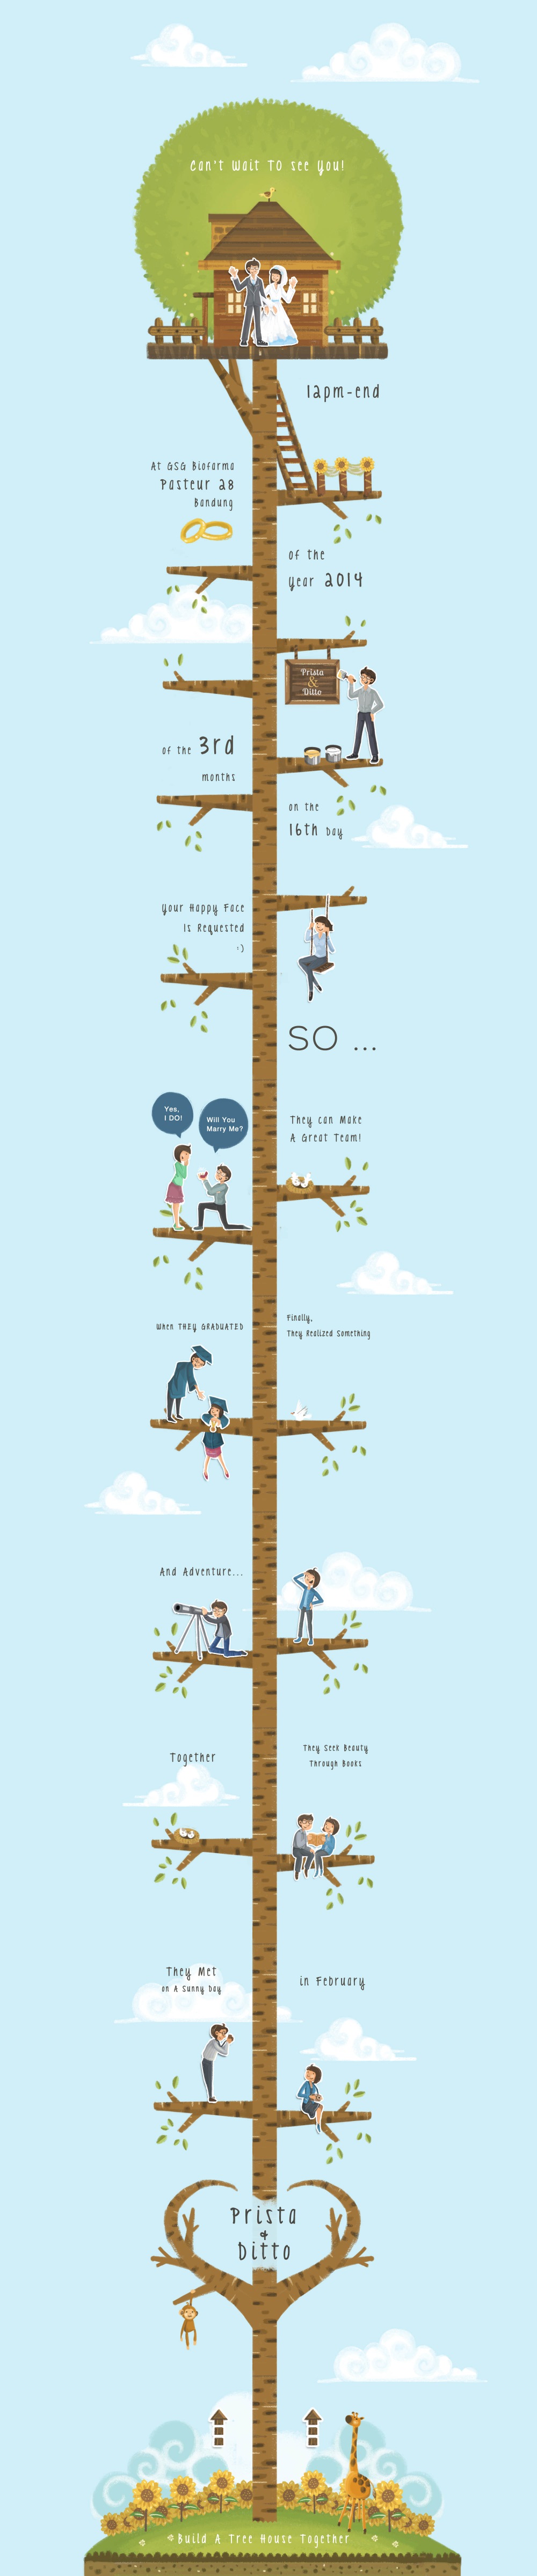 Can't Wait TO see You!
12pm-end
At GSG Biofarma
Pasteur 28
Bandung
of the
Year 2014
Prista
&
Ditto
of the 3rd
months
on the
16th Day
Your Happy Face
Is Requested
:)
SO ...
Yes,
I DO!
Will You
Marry Me?
They can Make
A Great Team!
When THEY GRADUATED
Finally,
They Realized Something
And Adventure...
They Seek Beauty
Through Books
Together
They Met
on A Sunny Day
in February
Prista
&
Ditto
Build A Tree House Together